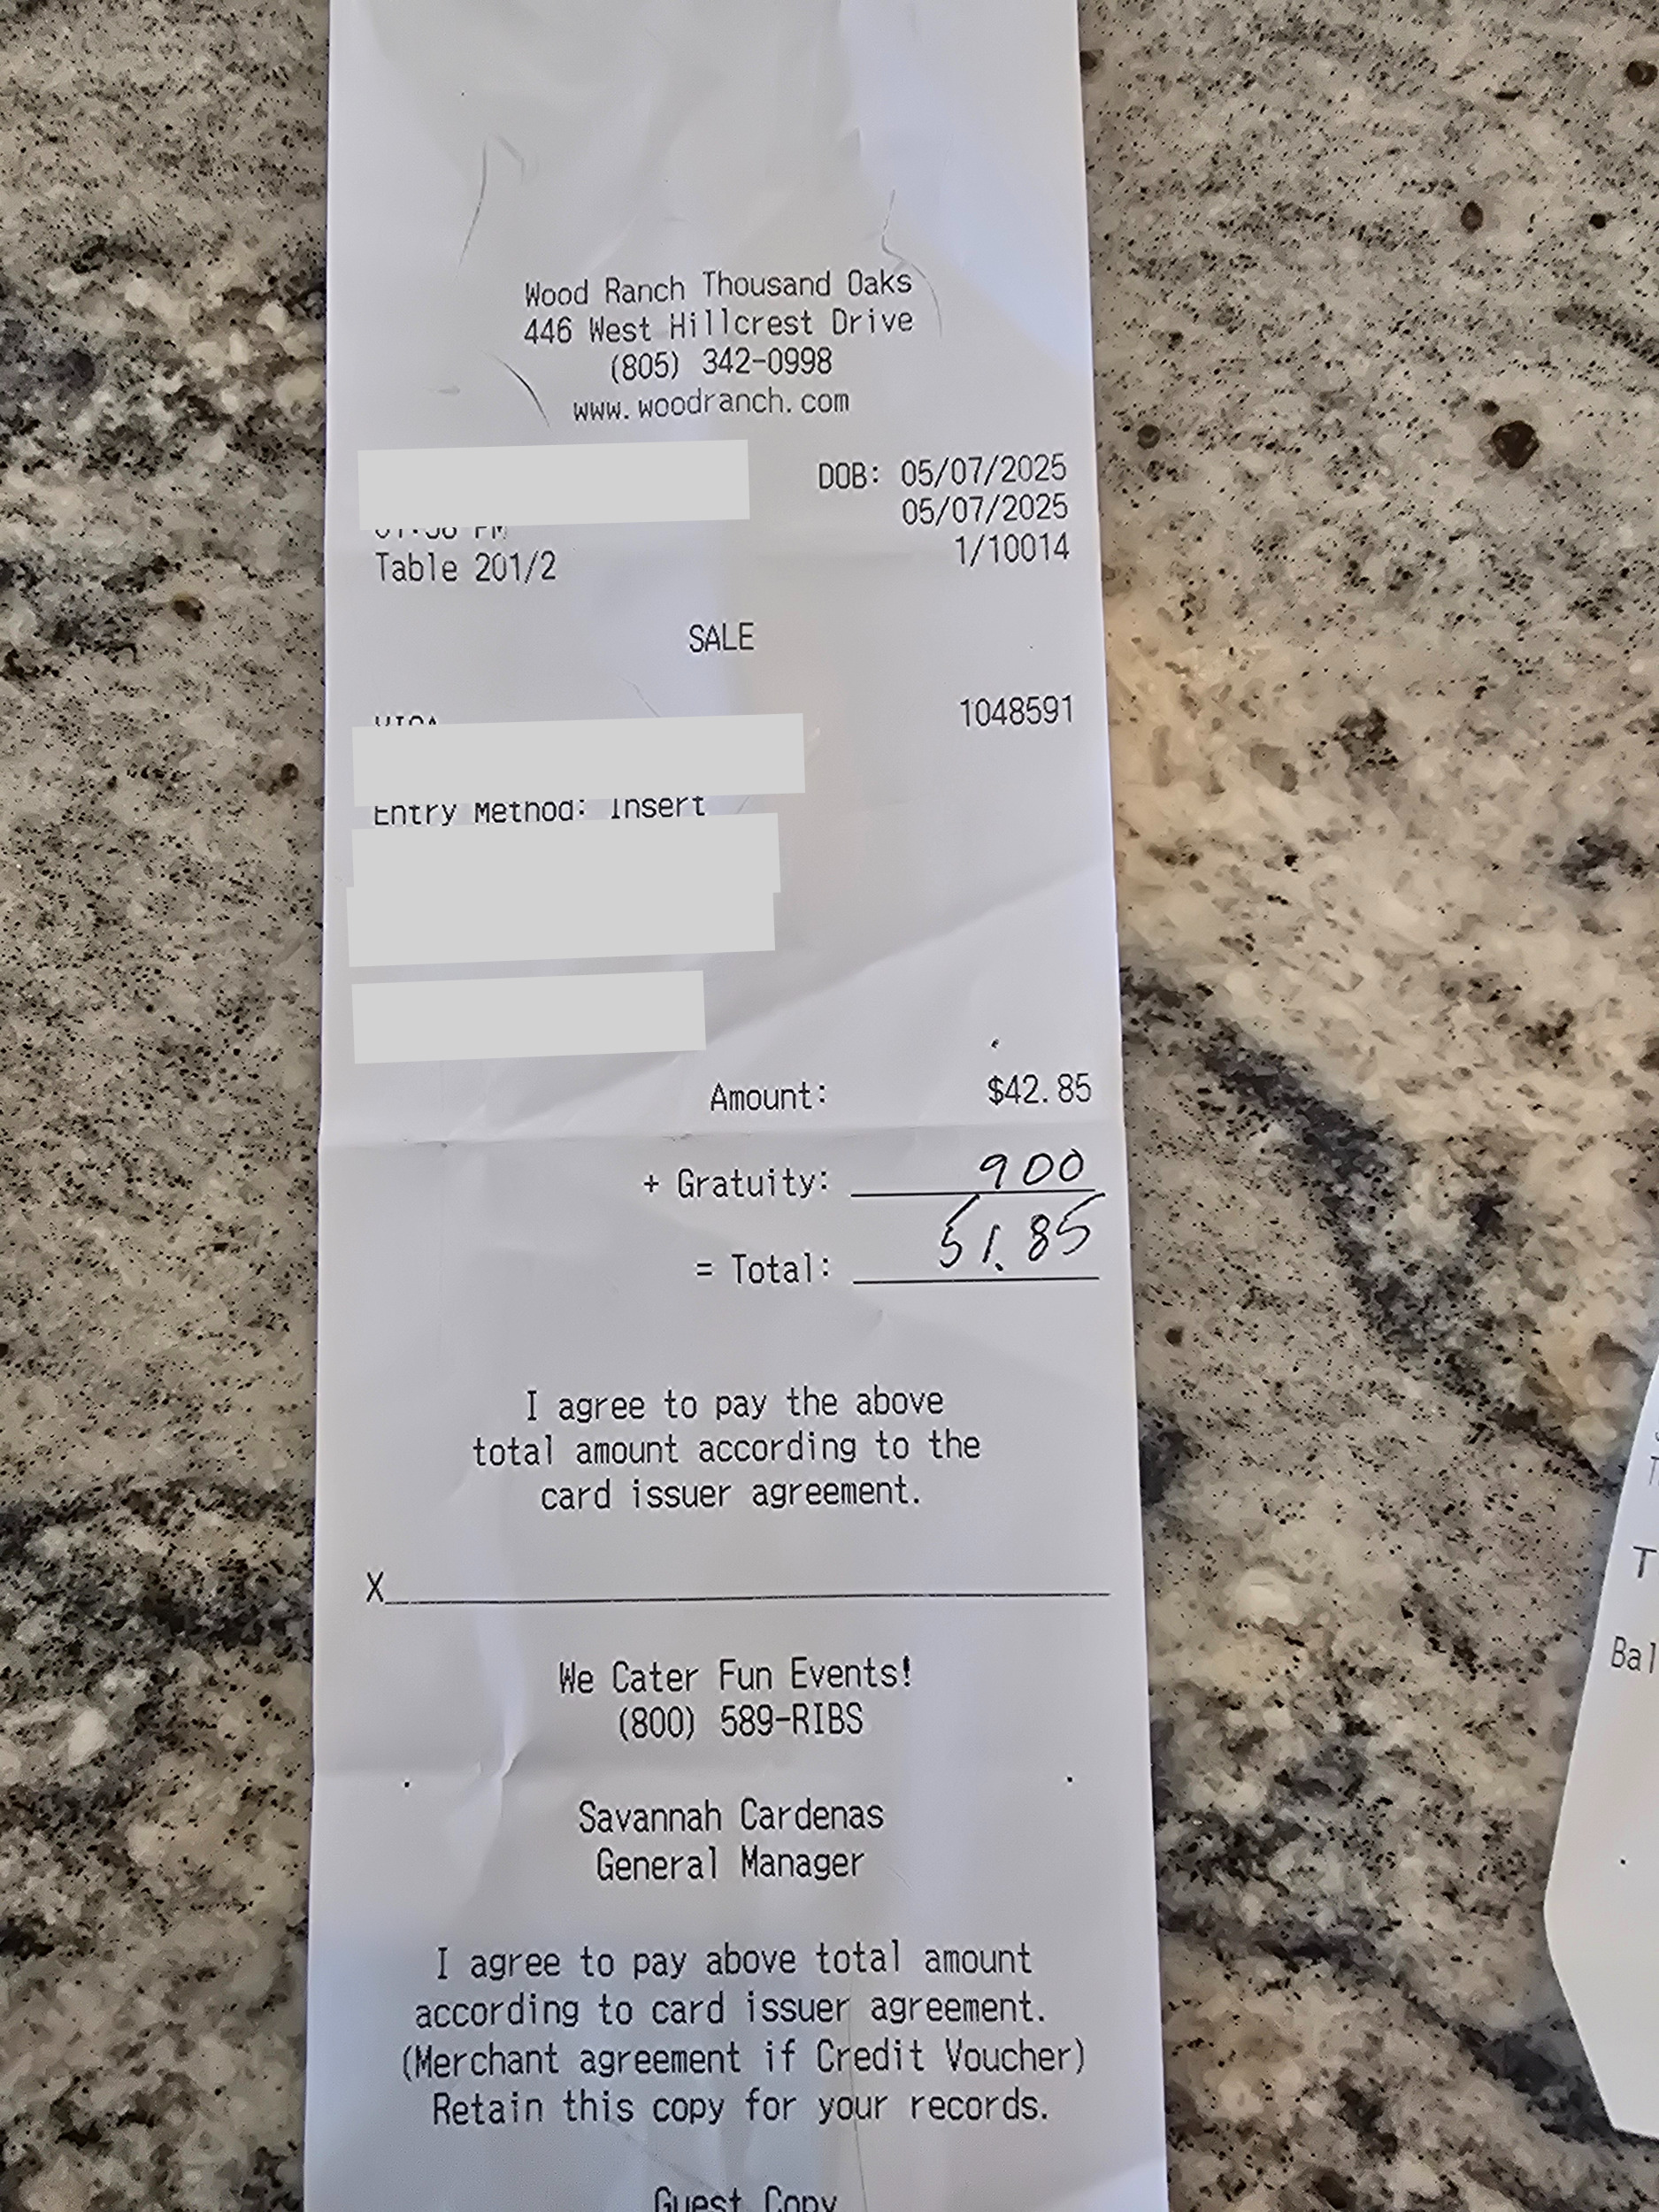 Wood Ranch Thousand Oaks
446 West Hillcrest Drive
(805) 342-0998
www.woodranch.com
DOB: 05/07/2025
05/07/2025
PM
Table 201/2 1/10014
SALE
VISA 1048591
Entry Method: Insert
Amount: $42.85
+ Gratuity: 900
= Total: 51.85
I agree to pay the above
total amount according to the
card issuer agreement.
X
We Cater Fun Events!
(800) 589-RIBS
Savannah Cardenas
General Manager
I agree to pay above total amount
according to card issuer agreement.
(Merchant agreement if Credit Voucher)
Retain this copy for your records.
Guest Copy
T
Bal